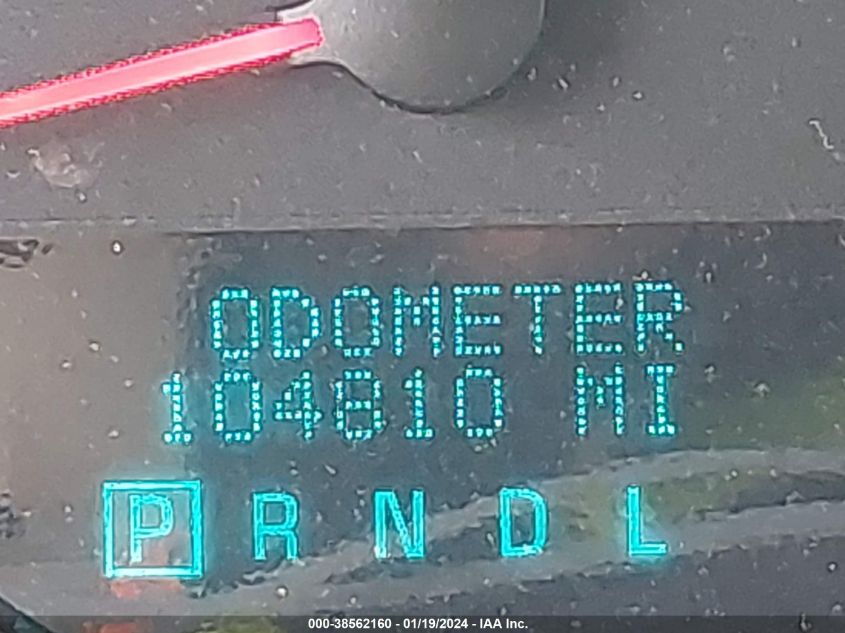 ODOMETER
104810 MI
P R N D L
000-38562160 - 01/19/2024 - IAA Inc.